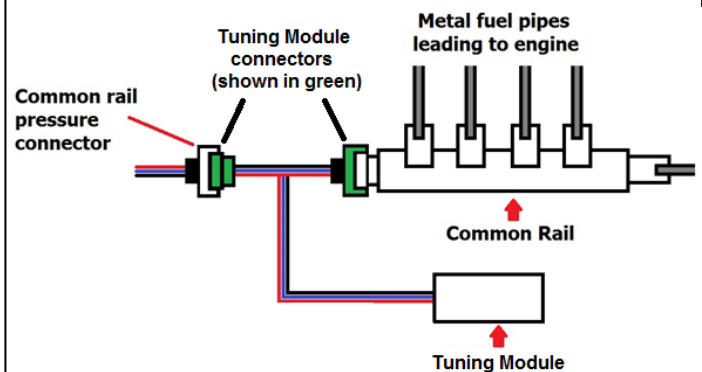 Metal fuel pipes
leading to engine
Tuning Module
connectors
(shown in green)
Common rail
pressure
connector
Common Rail
Tuning Module